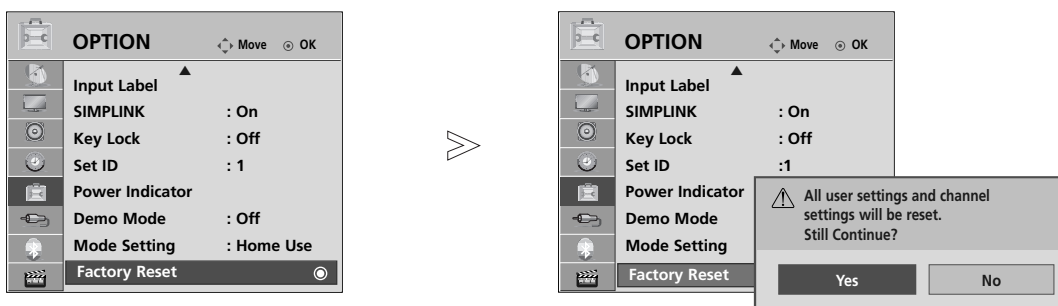 OPTION Move OK
Input Label
SIMPLINK : On
Key Lock : Off
Set ID : 1
Power Indicator
Demo Mode : Off
Mode Setting : Home Use
Factory Reset
OPTION Move OK
Input Label
SIMPLINK : On
Key Lock : Off
Set ID :1
Power Indicator
Demo Mode
Mode Setting
Factory Reset
All user settings and channel
settings will be reset.
Still Continue?
Yes No